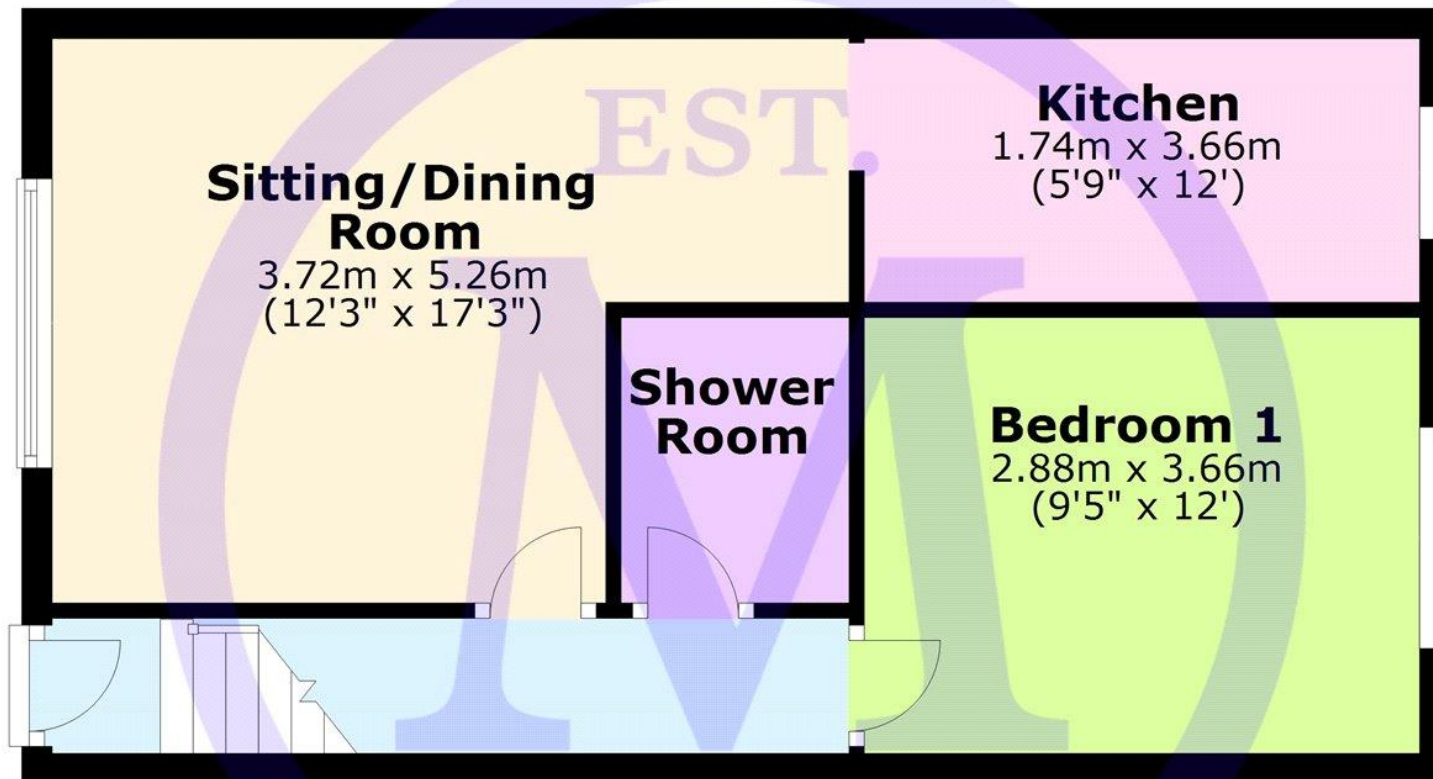 EST.
Kitchen
1.74m x 3.66m
(5'9" x 12')
Sitting/Dining
Room
3.72m x 5.26m
(12'3" x 17'3")
Shower
Room
Bedroom 1
2.88m x 3.66m
(9'5" x 12')
M